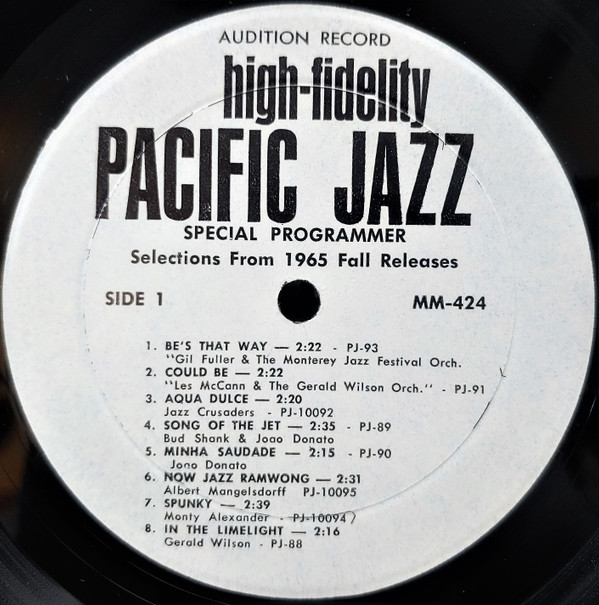 AUDITION RECORD
high-fidelity
PACIFIC JAZZ
SPECIAL PROGRAMMER
Selections From 1965 Fall Releases
SIDE 1 MM-424
1. BE'S THAT WAY — 2:22 - PJ-93
"Gil Fuller & The Monterey Jazz Festival Orch.
2. COULD BE — 2:22
"Les McCann & The Gerald Wilson Orch." - PJ-91
3. AQUA DULCE — 2:20
Jazz Crusaders - PJ-10092
4. SONG OF THE JET — 2:35 - PJ-89
Bud Shank & Joao Donato
5. MINHA SAUDADE — 2:15 - PJ-90
Jono Donato
6. NOW JAZZ RAMWONG — 2:31
Albert Mangelsdorff PJ-10095
7. SPUNKY — 2:39
Monty Alexander - PJ-10094
8. IN THE LIMELIGHT — 2:16
Gerald Wilson - PJ-88